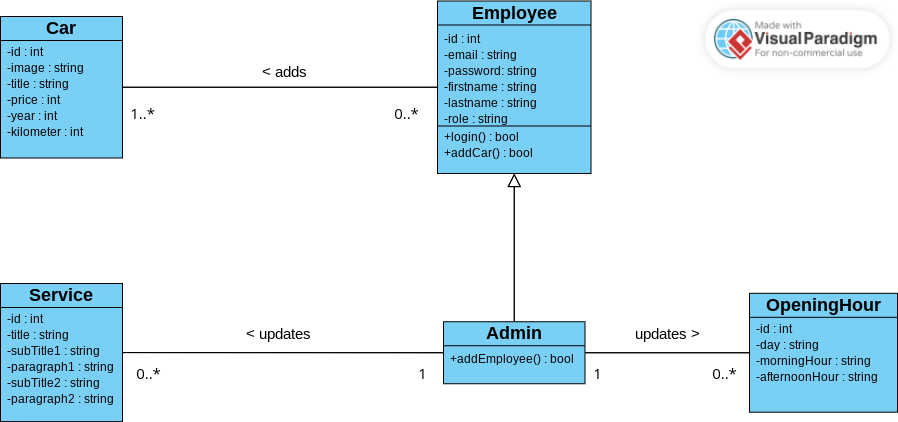 Car
-id : int
-image : string
-title : string
-price : int
-year : int
-kilometer : int
< adds
1..*
0..*
Employee
-id : int
-email : string
-password: string
-firstname : string
-lastname : string
-role : string
+login() : bool
+addCar() : bool
Made with
Visual Paradigm
For non-commercial use
Service
-id : int
-title : string
-subTitle1 : string
-paragraph1 : string
-subTitle2 : string
-paragraph2 : string
< updates
0..*
1
Admin
+addEmployee() : bool
updates >
1
0..*
OpeningHour
-id : int
-day : string
-morningHour : string
-afternoonHour : string